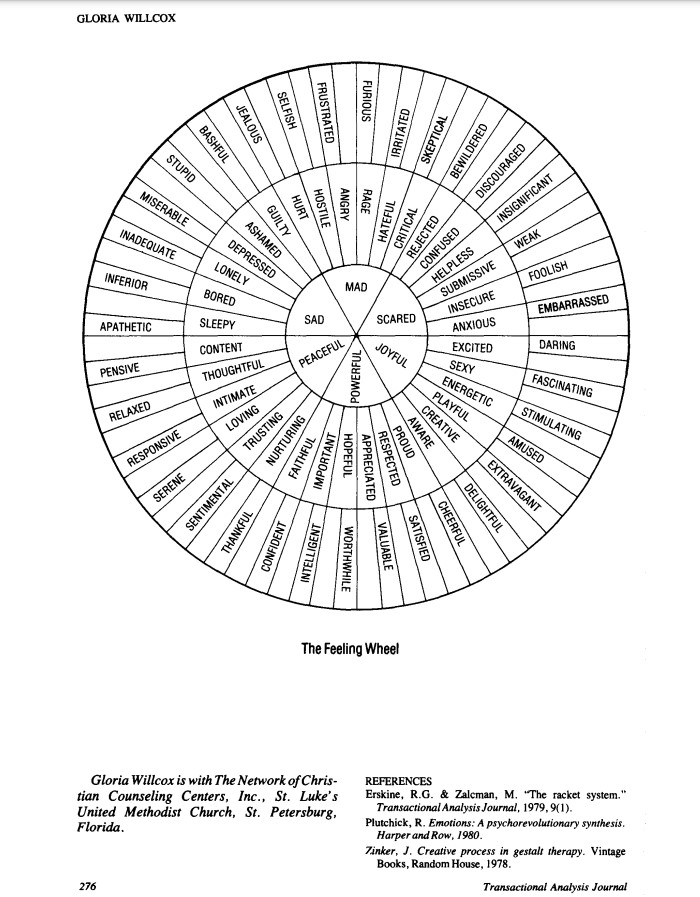 GLORIA WILLCOX
MAD
SCARED
JOYFUL
POWERFUL
PEACEFUL
SAD
RAGE
HATEFUL
CRITICAL
REJECTED
CONFUSED
HELPLESS
SUBMISSIVE
INSECURE
ANXIOUS
EXCITED
SEXY
ENERGETIC
PLAYFUL
CREATIVE
AWARE
PROUD
RESPECTED
APPRECIATED
HOPEFUL
IMPORTANT
FAITHFUL
NURTURING
TRUSTING
LOVING
INTIMATE
THOUGHTFUL
CONTENT
SLEEPY
BORED
LONELY
DEPRESSED
ASHAMED
GUILTY
HURT
HOSTILE
ANGRY
FURIOUS
IRRITATED
SKEPTICAL
BEWILDERED
DISCOURAGED
INSIGNIFICANT
WEAK
FOOLISH
EMBARRASSED
DARING
FASCINATING
STIMULATING
AMUSED
EXTRAVAGANT
DELIGHTFUL
CHEERFUL
SATISFIED
VALUABLE
WORTHWHILE
INTELLIGENT
CONFIDENT
THANKFUL
SENTIMENTAL
SERENE
RESPONSIVE
RELAXED
PENSIVE
APATHETIC
INFERIOR
INADEQUATE
MISERABLE
STUPID
BASHFUL
JEALOUS
SELFISH
FRUSTRATED
The Feeling Wheel
Gloria Willcox is with The Network of Chris-
tian Counseling Centers, Inc., St. Luke's
United Methodist Church, St. Petersburg,
Florida.
REFERENCES
Erskine, R.G. & Zalcman, M. "The racket system."
Transactional Analysis Journal, 1979, 9(1).
Plutchick, R. Emotions: A psychorevolutionary synthesis.
Harper and Row, 1980.
Zinker, J. Creative process in gestalt therapy. Vintage
Books, Random House, 1978.
276
Transactional Analysis Journal